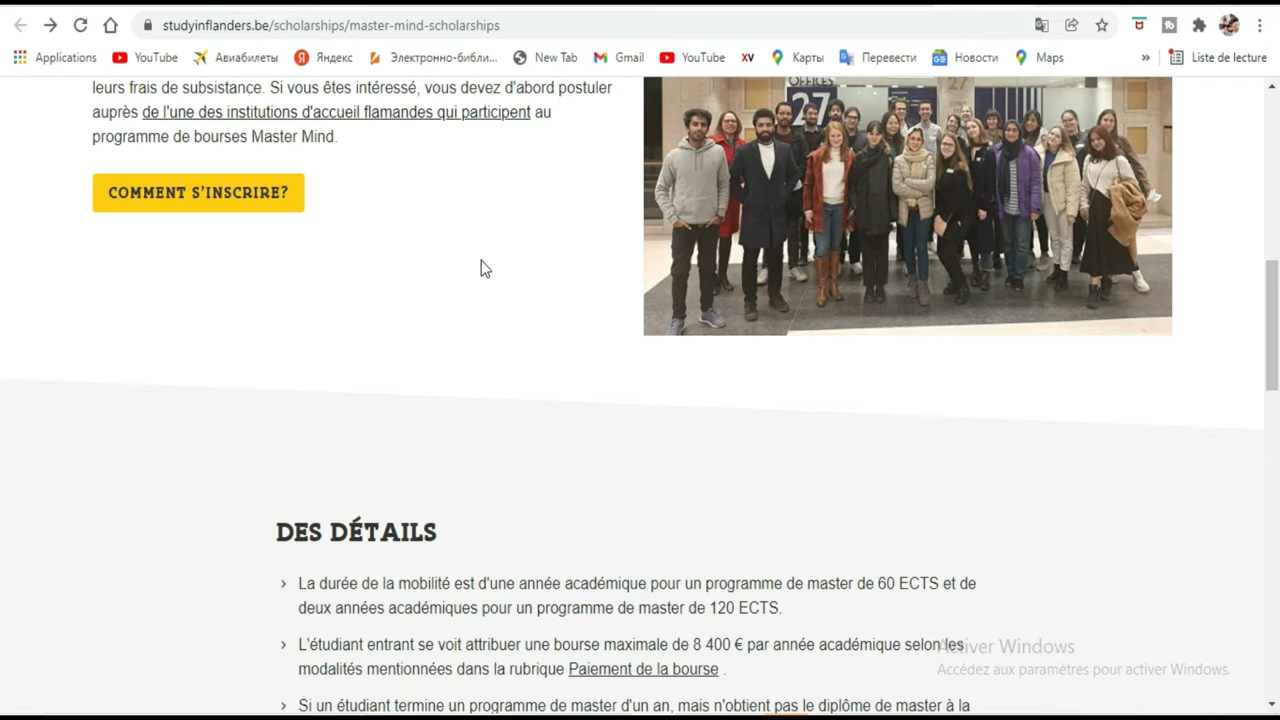 studyinflanders.be/scholarships/master-mind-scholarships
Applications YouTube Авиабилеты Яндекс Электронно-библи... New Tab Gmail YouTube XV Карты Перевести Новости Maps » Liste de lecture
leurs frais de subsistance. Si vous êtes intéressé, vous devez d'abord postuler
auprès de l'une des institutions d'accueil flamandes qui participent au
programme de bourses Master Mind.
OFFICES
27
27
COMMENT S'INSCRIRE?
DES DÉTAILS
La durée de la mobilité est d'une année académique pour un programme de master de 60 ECTS et de
deux années académiques pour un programme de master de 120 ECTS.
L'étudiant entrant se voit attribuer une bourse maximale de 8 400 € par année académique selon les
modalités mentionnées dans la rubrique Paiement de la bourse .
Activer Windows
Accédez aux paramètres pour activer Windows.
Si un étudiant termine un programme de master d'un an, mais n'obtient pas le diplôme de master à la